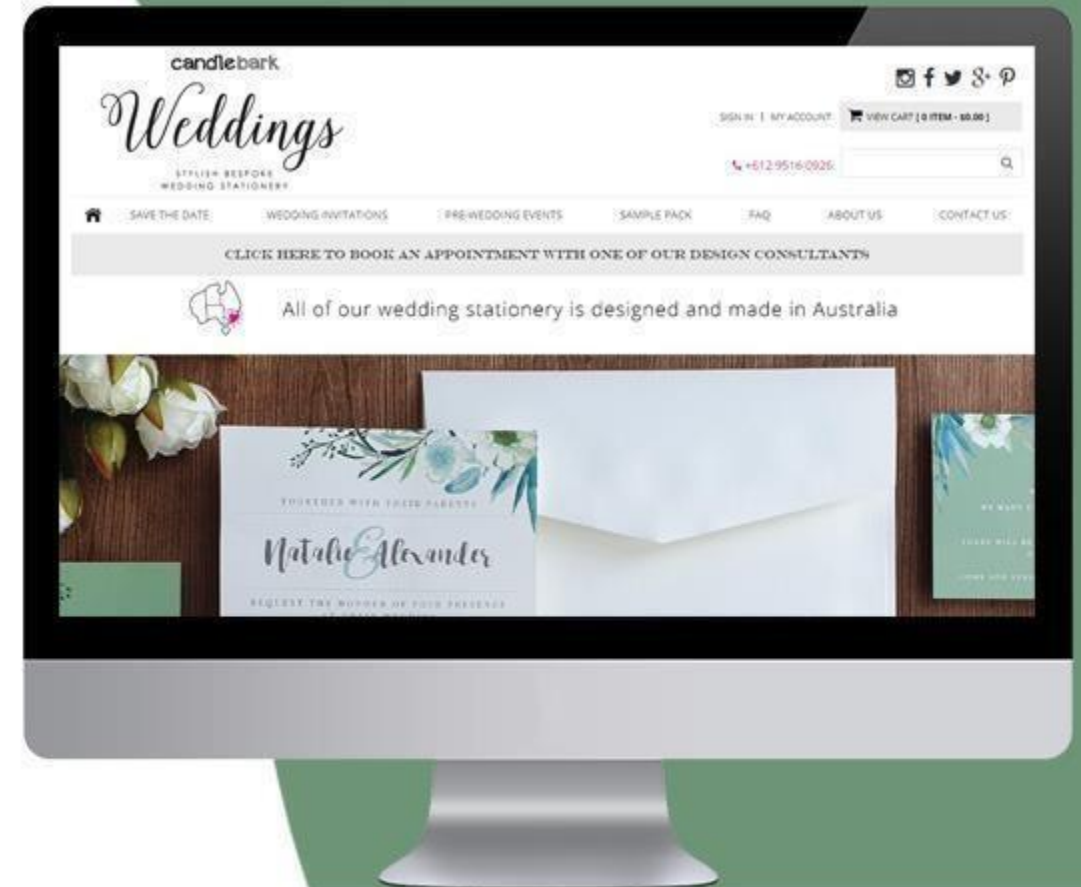 candlebark
Weddings
STYLISH BESPOKE
WEDDING STATIONERY
SIGN IN | MY ACCOUNT VIEW CART [ 0 ITEM - $0.00 ]
+612-9516-0926
SAVE THE DATE WEDDING INVITATIONS PRE-WEDDING EVENTS SAMPLE PACK FAQ ABOUT US CONTACT US
CLICK HERE TO BOOK AN APPOINTMENT WITH ONE OF OUR DESIGN CONSULTANTS
All of our wedding stationery is designed and made in Australia
TOGETHER WITH THEIR PARENTS
Natalie & Alexander
REQUEST THE HONOUR OF YOUR PRESENCE